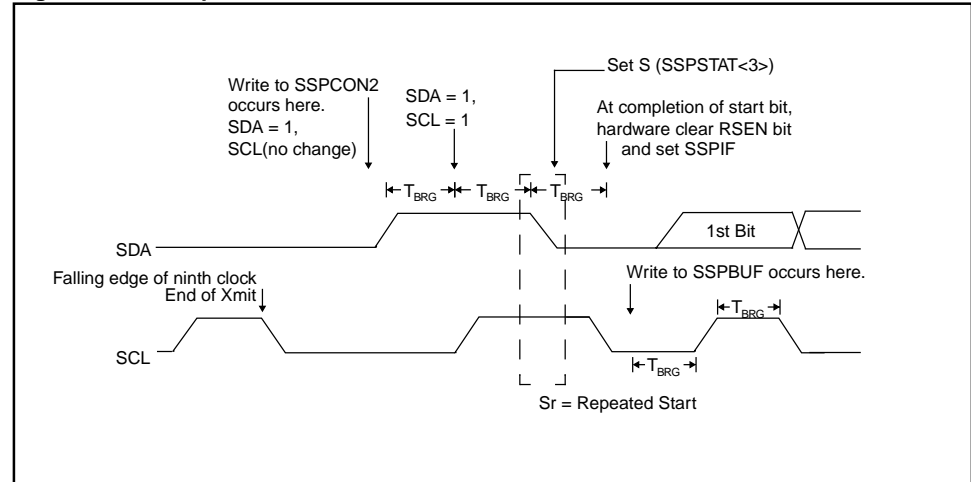 Set S (SSPSTAT<3>)
Write to SSPCON2
occurs here.
SDA = 1,
SCL(no change)
SDA = 1,
SCL = 1
At completion of start bit,
hardware clear RSEN bit
and set SSPIF
TBRG
TBRG
TBRG
SDA
1st Bit
Falling edge of ninth clock
End of Xmit
Write to SSPBUF occurs here.
TBRG
SCL
TBRG
Sr = Repeated Start